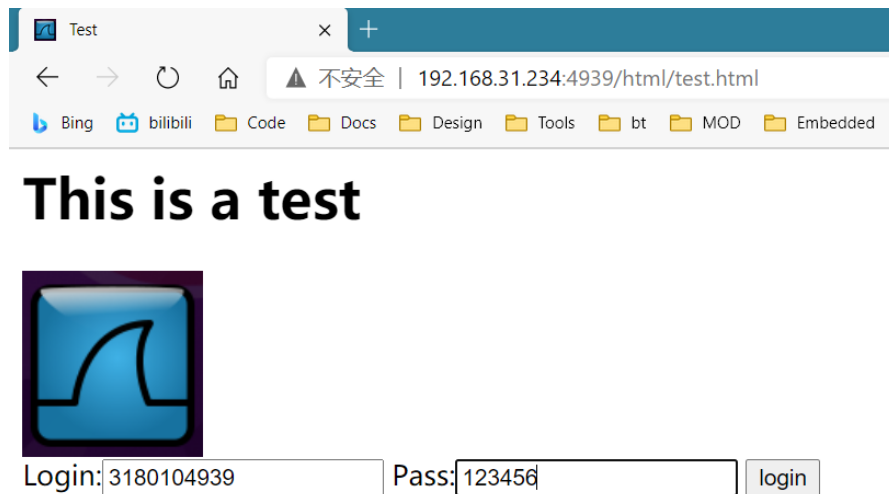 Test
不安全 | 192.168.31.234:4939/html/test.html
Bing bilibili Code Docs Design Tools bt MOD Embedded
This is a test
Login:3180104939 Pass:123456 login